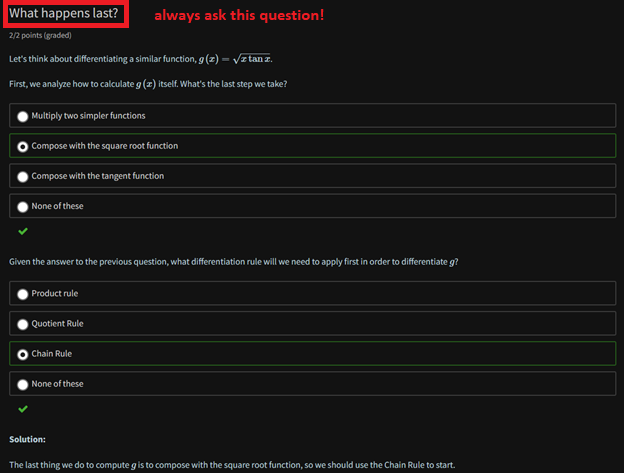 What happens last?
always ask this question!
2/2 points (graded)
Let's think about differentiating a similar function, g(x) = √(x tan x).
First, we analyze how to calculate g(x) itself. What's the last step we take?
Multiply two simpler functions
Compose with the square root function
Compose with the tangent function
None of these
Given the answer to the previous question, what differentiation rule will we need to apply first in order to differentiate g?
Product rule
Quotient Rule
Chain Rule
None of these
Solution:
The last thing we do to compute g is to compose with the square root function, so we should use the Chain Rule to start.